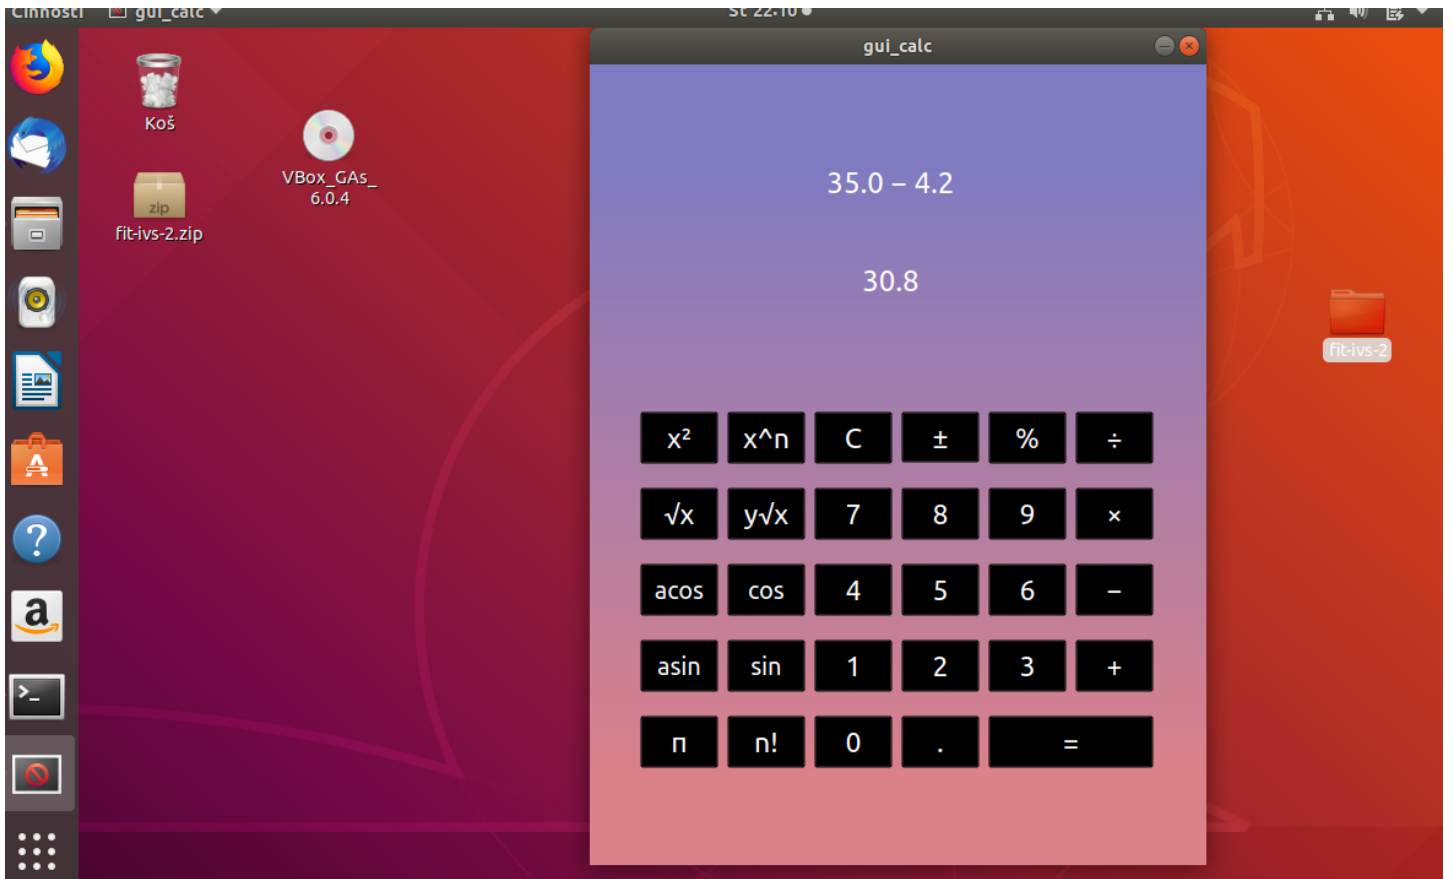 Činnosti gui_calc St 22:10
gui_calc
Koš
VBox_GAs_
6.0.4
zip
fit-ivs-2.zip
35.0 – 4.2
30.8
fit-ivs-2
x² x^n C ± % ÷
√x y√x 7 8 9 ×
acos cos 4 5 6 –
asin sin 1 2 3 +
п n! 0 . =